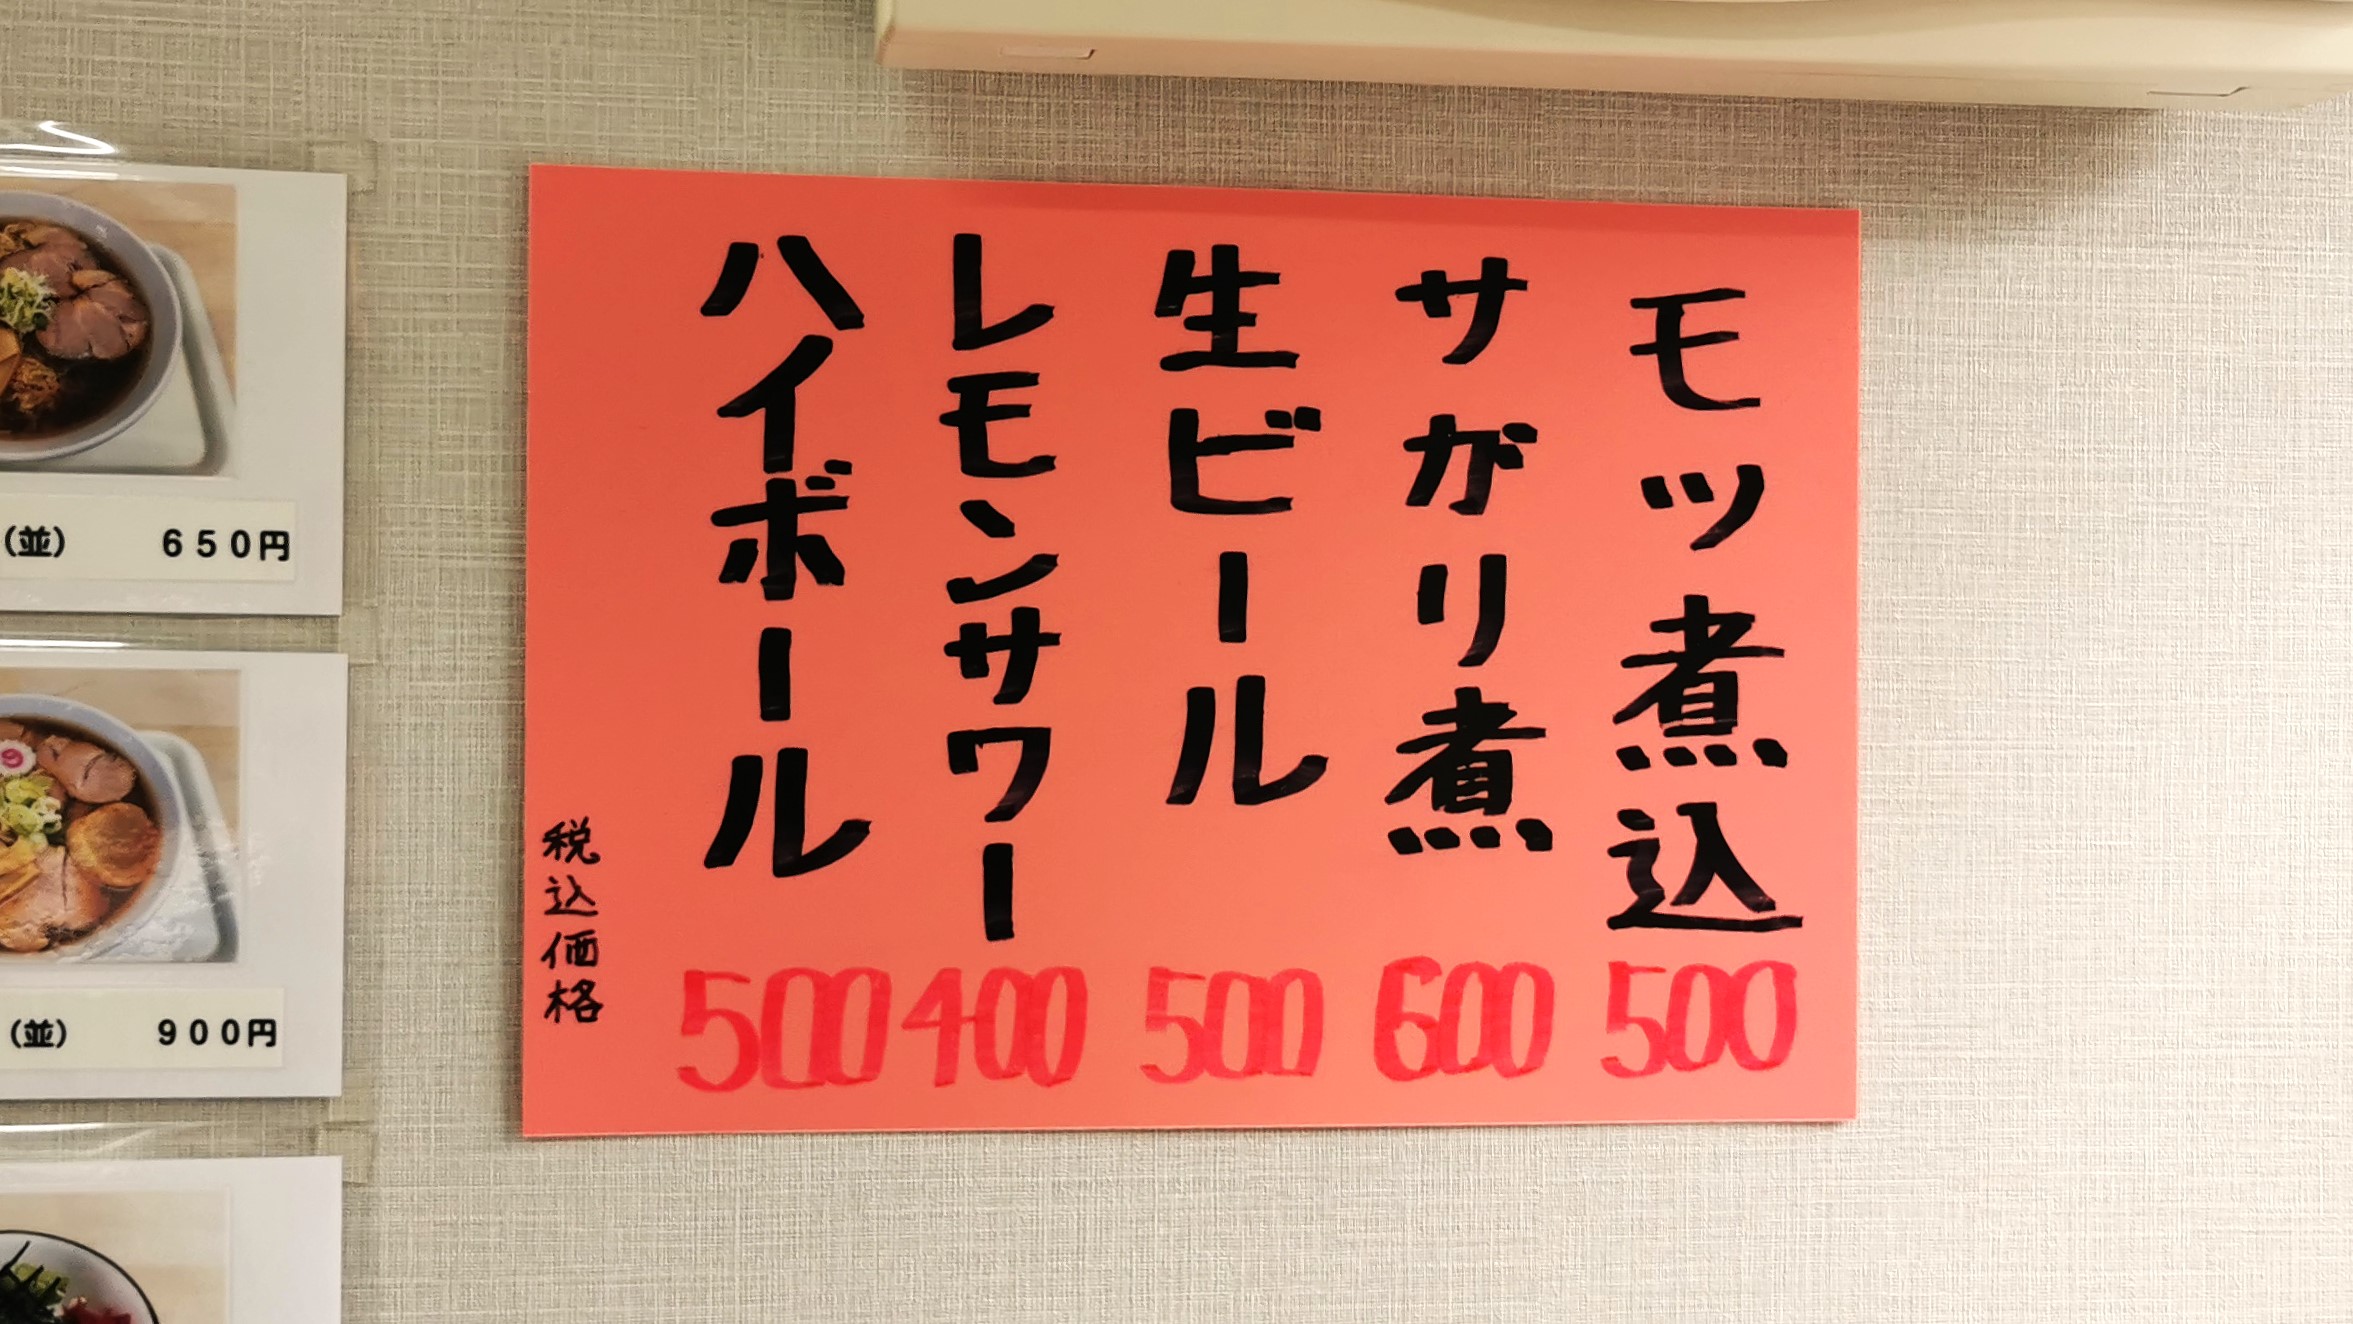 モツ煮込 500
サガリ煮 600
生ビール 500
レモンサワー 400
ハイボール 500
税込価格
(並) 650円
(並) 900円